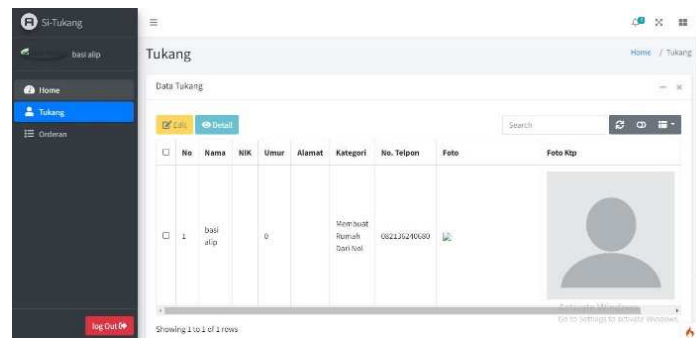 Si-Tukang
basi alip
Home
Tukang
Orderan
log Out
Tukang
Home / Tukang
Data Tukang
Edit Detail
Search
No Nama NIK Umur Alamat Kategori No. Telpon Foto Foto Ktp
1 basi alip 0 Membuat Rumah Dari Nol 082136240680
Showing 1 to 1 of 1 rows
Activate Windows
Go to Settings to activate Windows.